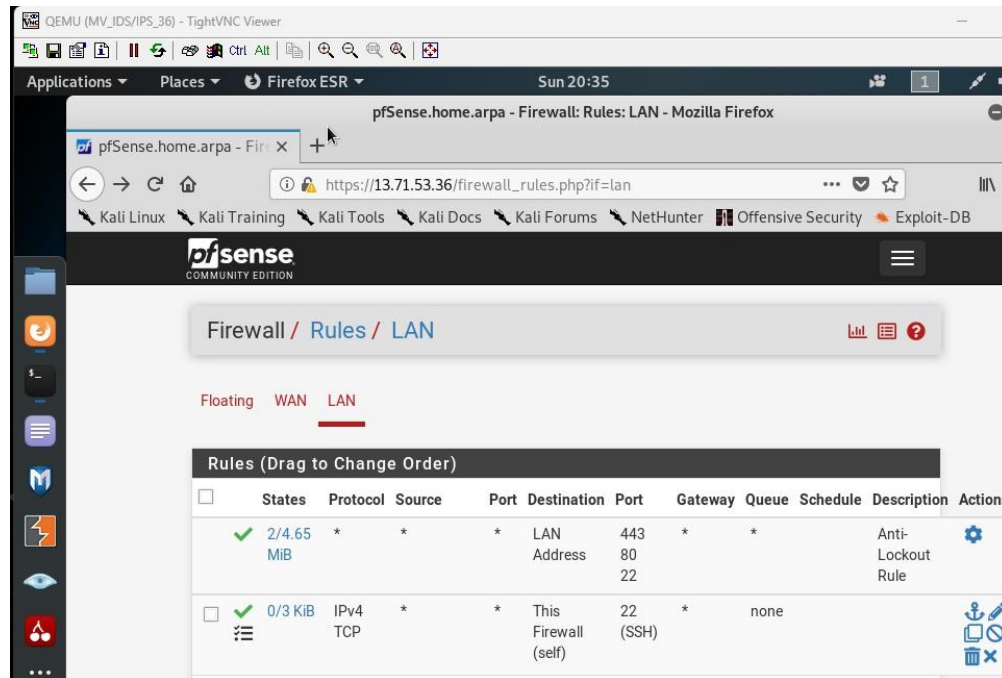 QEMU (MV_IDS/IPS_36) - TightVNC Viewer
Ctrl Alt
Applications Places Firefox ESR Sun 20:35 1
pfSense.home.arpa - Firewall: Rules: LAN - Mozilla Firefox
pfSense.home.arpa - Fir
https://13.71.53.36/firewall_rules.php?if=lan
Kali Linux Kali Training Kali Tools Kali Docs Kali Forums NetHunter Offensive Security Exploit-DB
pfsense
COMMUNITY EDITION
Firewall / Rules / LAN
Floating WAN LAN
Rules (Drag to Change Order)
States Protocol Source Port Destination Port Gateway Queue Schedule Description Action
2/4.65 * * * LAN 443 * * Anti-
MiB Address 80 Lockout
22 Rule
0/3 KiB IPv4 * * This 22 * none
TCP Firewall (SSH)
(self)